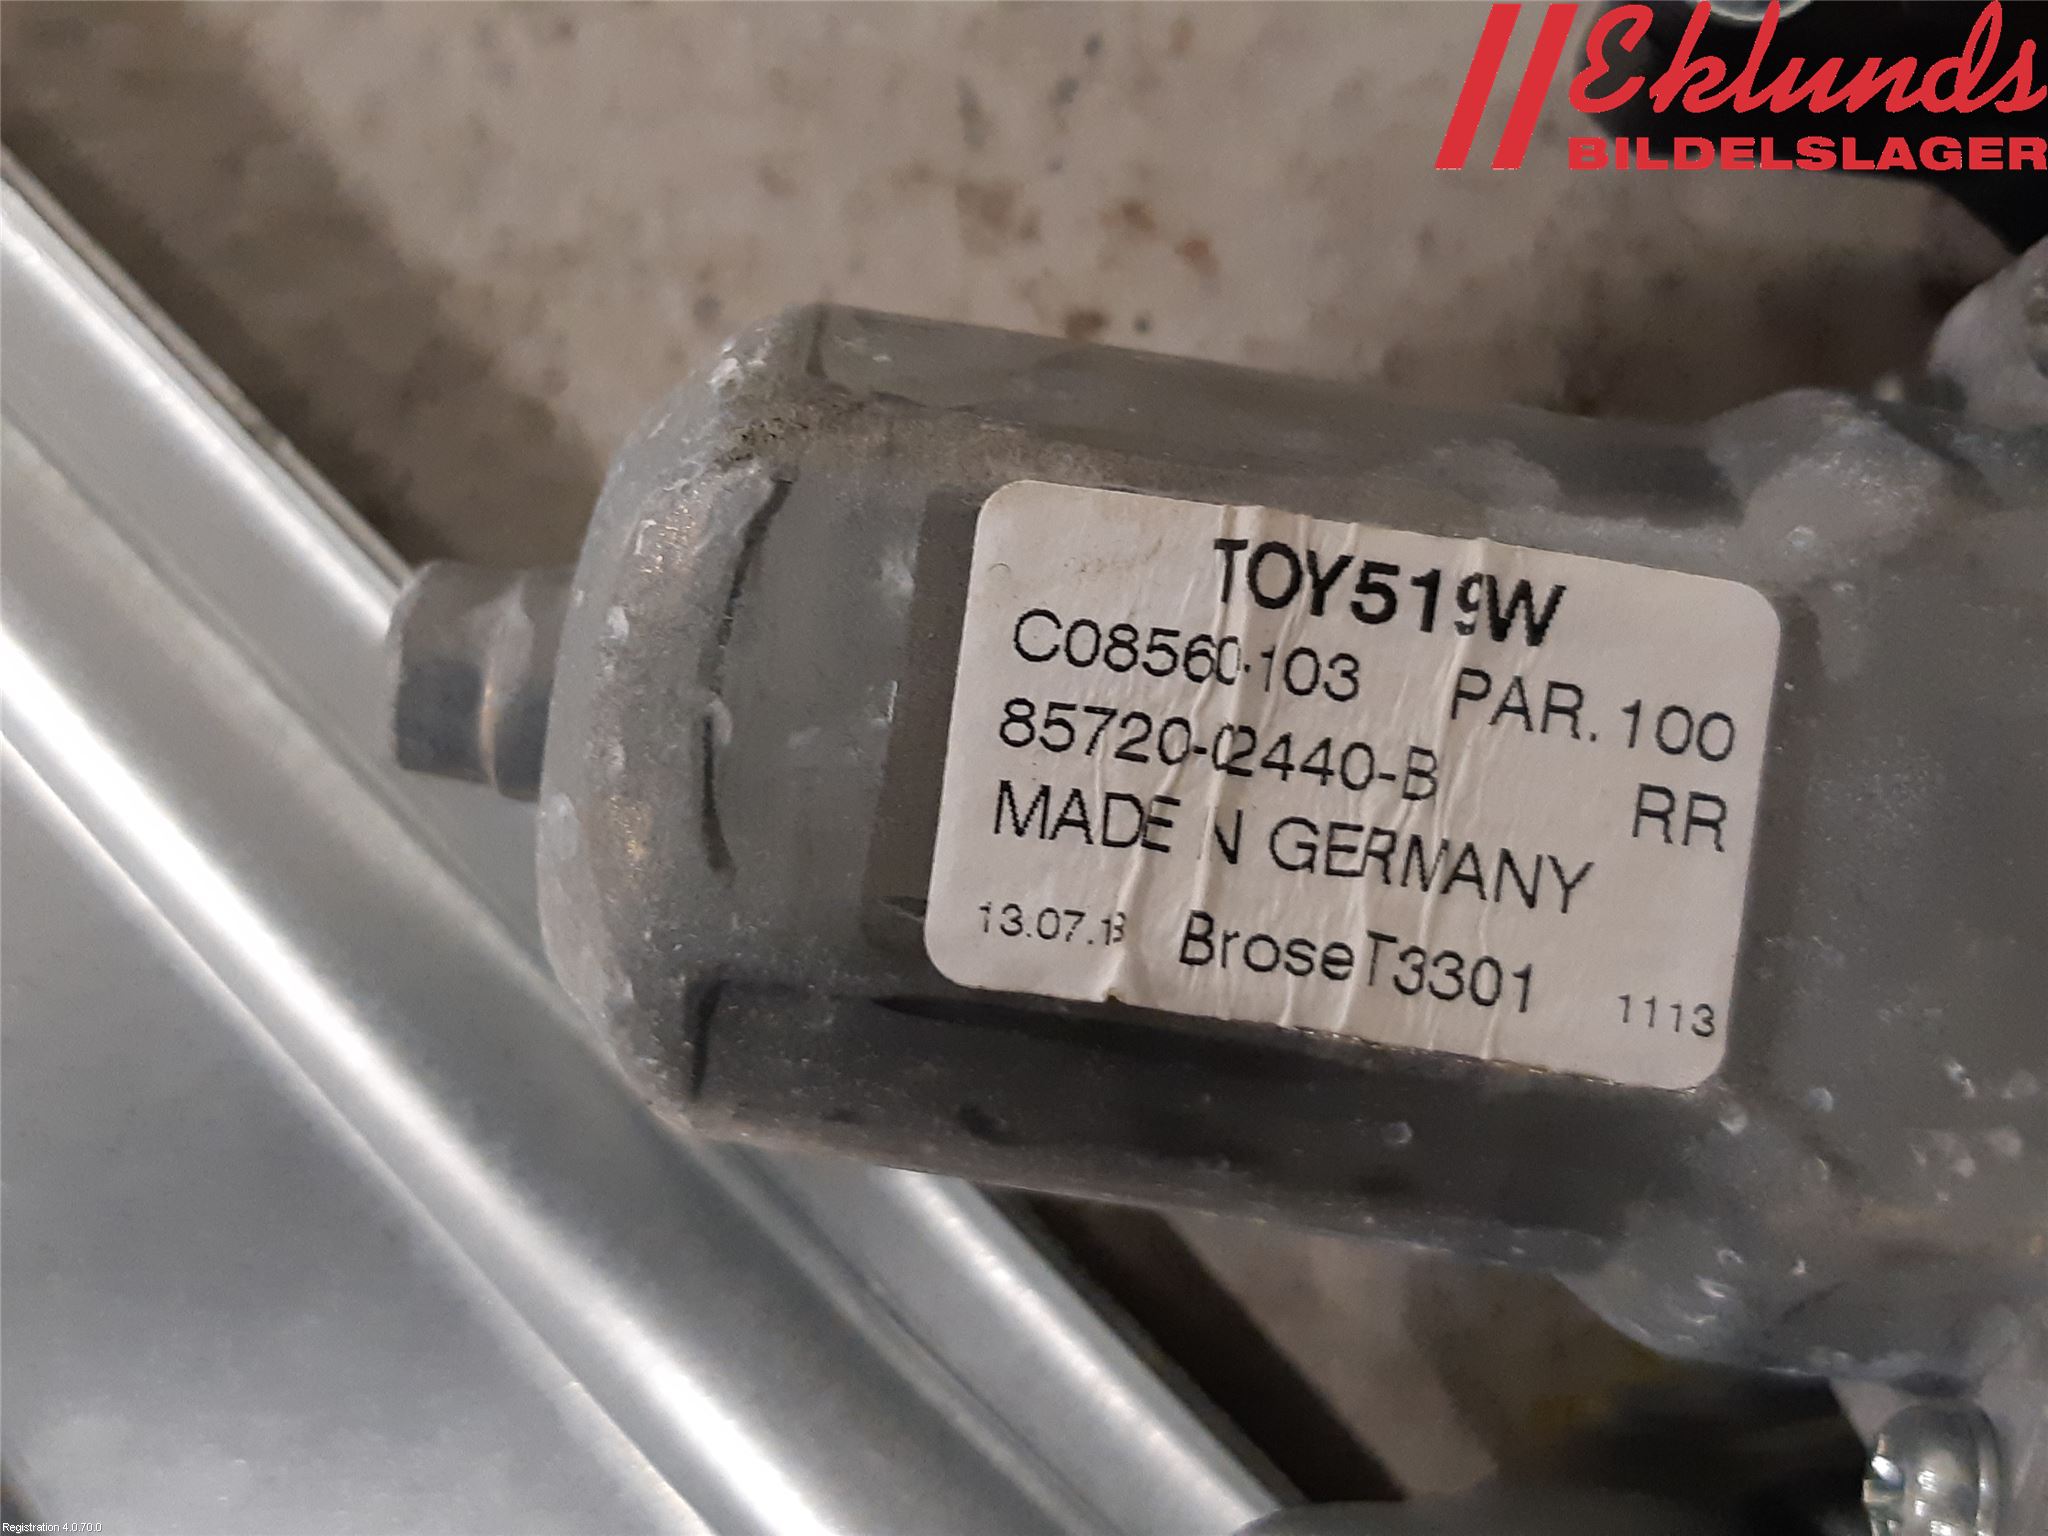 Eklunds
BILDELSLAGER
TOY519W
C08560-103 PAR. 100
85720-02440-B RR
MADE N GERMANY
13.07.13 BroseT3301 1113
Registration 4.0.70.0